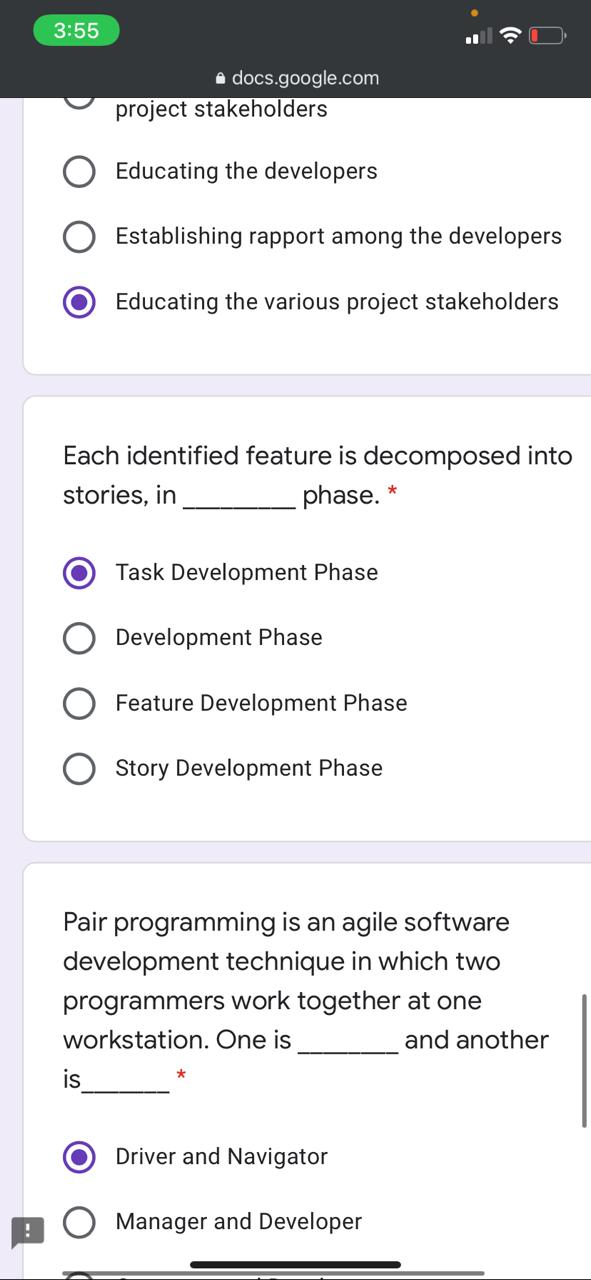 3:55
docs.google.com
project stakeholders
Educating the developers
Establishing rapport among the developers
Educating the various project stakeholders
Each identified feature is decomposed into
stories, in ________ phase. *
Task Development Phase
Development Phase
Feature Development Phase
Story Development Phase
Pair programming is an agile software
development technique in which two
programmers work together at one
workstation. One is _______ and another
is______ *
Driver and Navigator
Manager and Developer